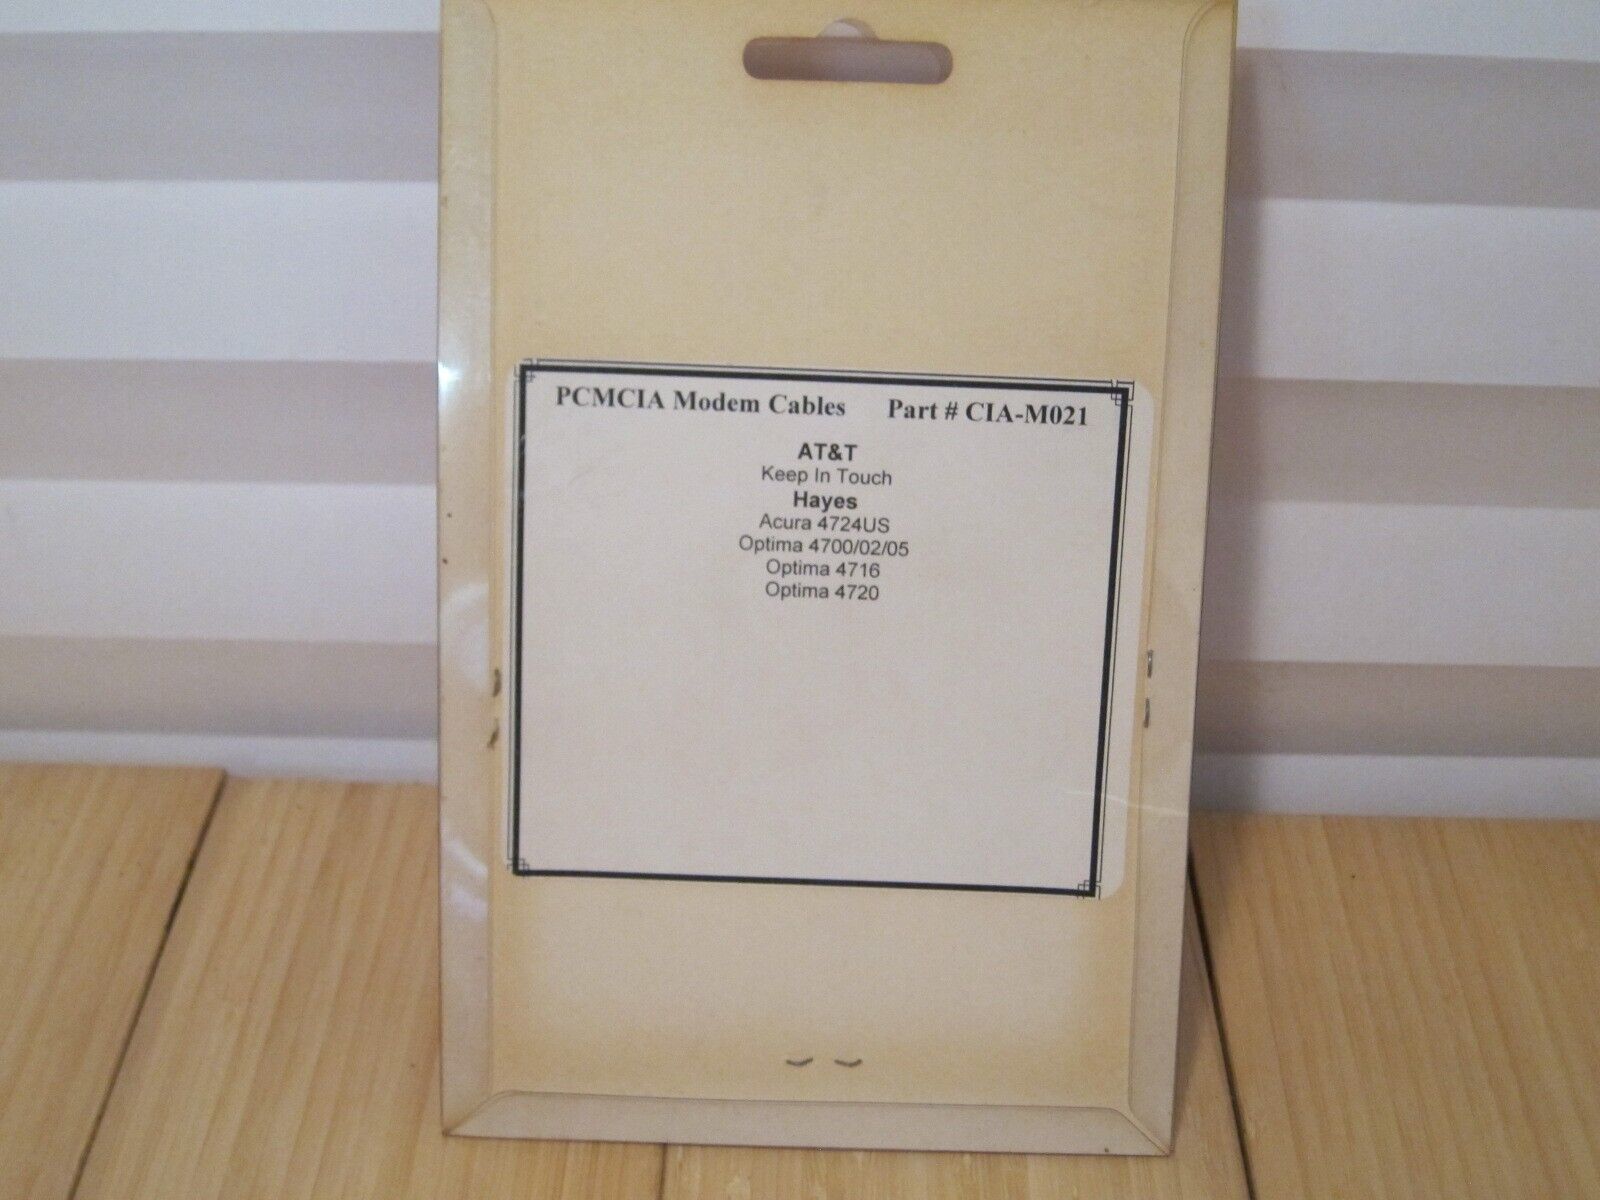 PCMCIA Modem Cables Part # CIA-M021
AT&T
Keep In Touch
Hayes
Acura 4724US
Optima 4700/02/05
Optima 4716
Optima 4720